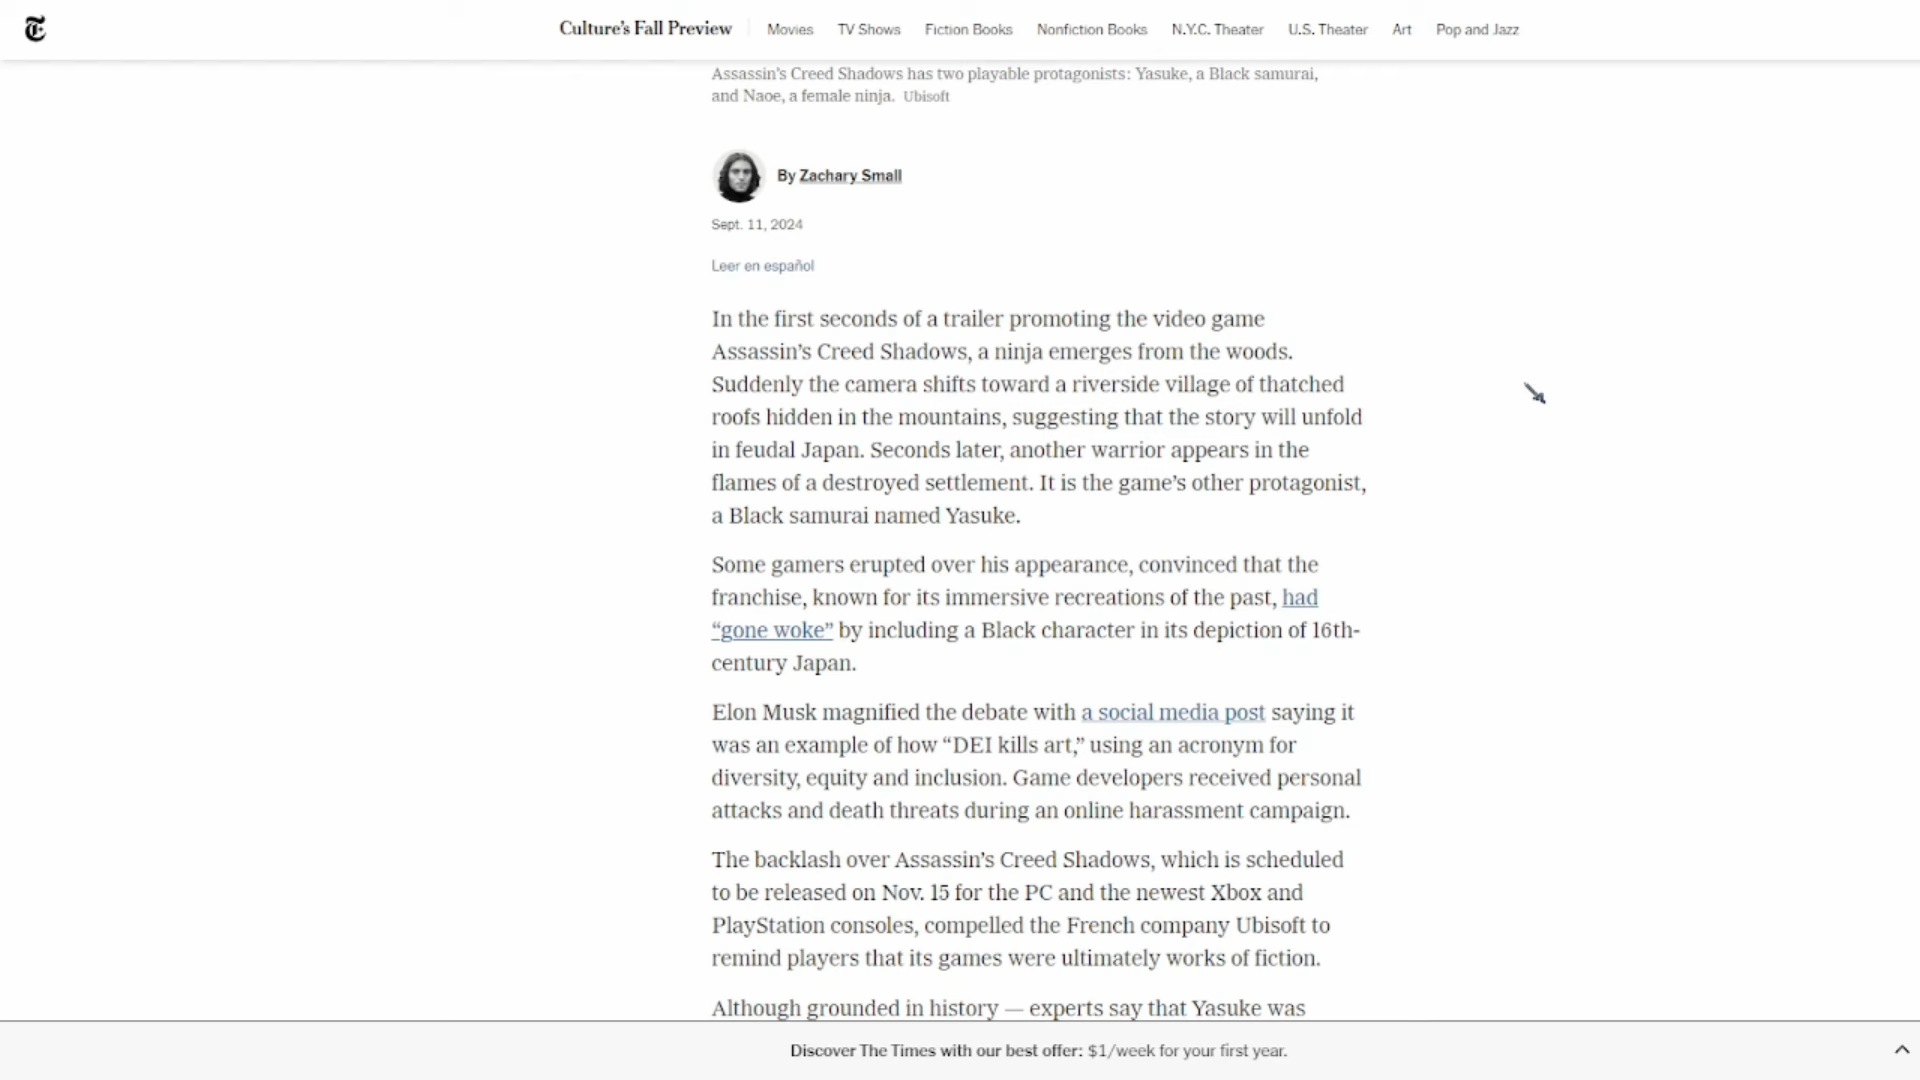 Culture's Fall Preview Movies TV Shows Fiction Books Nonfiction Books N.Y.C. Theater U.S. Theater Art Pop and Jazz
Assassin's Creed Shadows has two playable protagonists: Yasuke, a Black samurai,
and Naoe, a female ninja. Ubisoft
By Zachary Small
Sept. 11, 2024
Leer en español
In the first seconds of a trailer promoting the video game
Assassin's Creed Shadows, a ninja emerges from the woods.
Suddenly the camera shifts toward a riverside village of thatched
roofs hidden in the mountains, suggesting that the story will unfold
in feudal Japan. Seconds later, another warrior appears in the
flames of a destroyed settlement. It is the game's other protagonist,
a Black samurai named Yasuke.
Some gamers erupted over his appearance, convinced that the
franchise, known for its immersive recreations of the past, had
“gone woke” by including a Black character in its depiction of 16th-
century Japan.
Elon Musk magnified the debate with a social media post saying it
was an example of how “DEI kills art,” using an acronym for
diversity, equity and inclusion. Game developers received personal
attacks and death threats during an online harassment campaign.
The backlash over Assassin's Creed Shadows, which is scheduled
to be released on Nov. 15 for the PC and the newest Xbox and
PlayStation consoles, compelled the French company Ubisoft to
remind players that its games were ultimately works of fiction.
Although grounded in history — experts say that Yasuke was
Discover The Times with our best offer: $1/week for your first year.